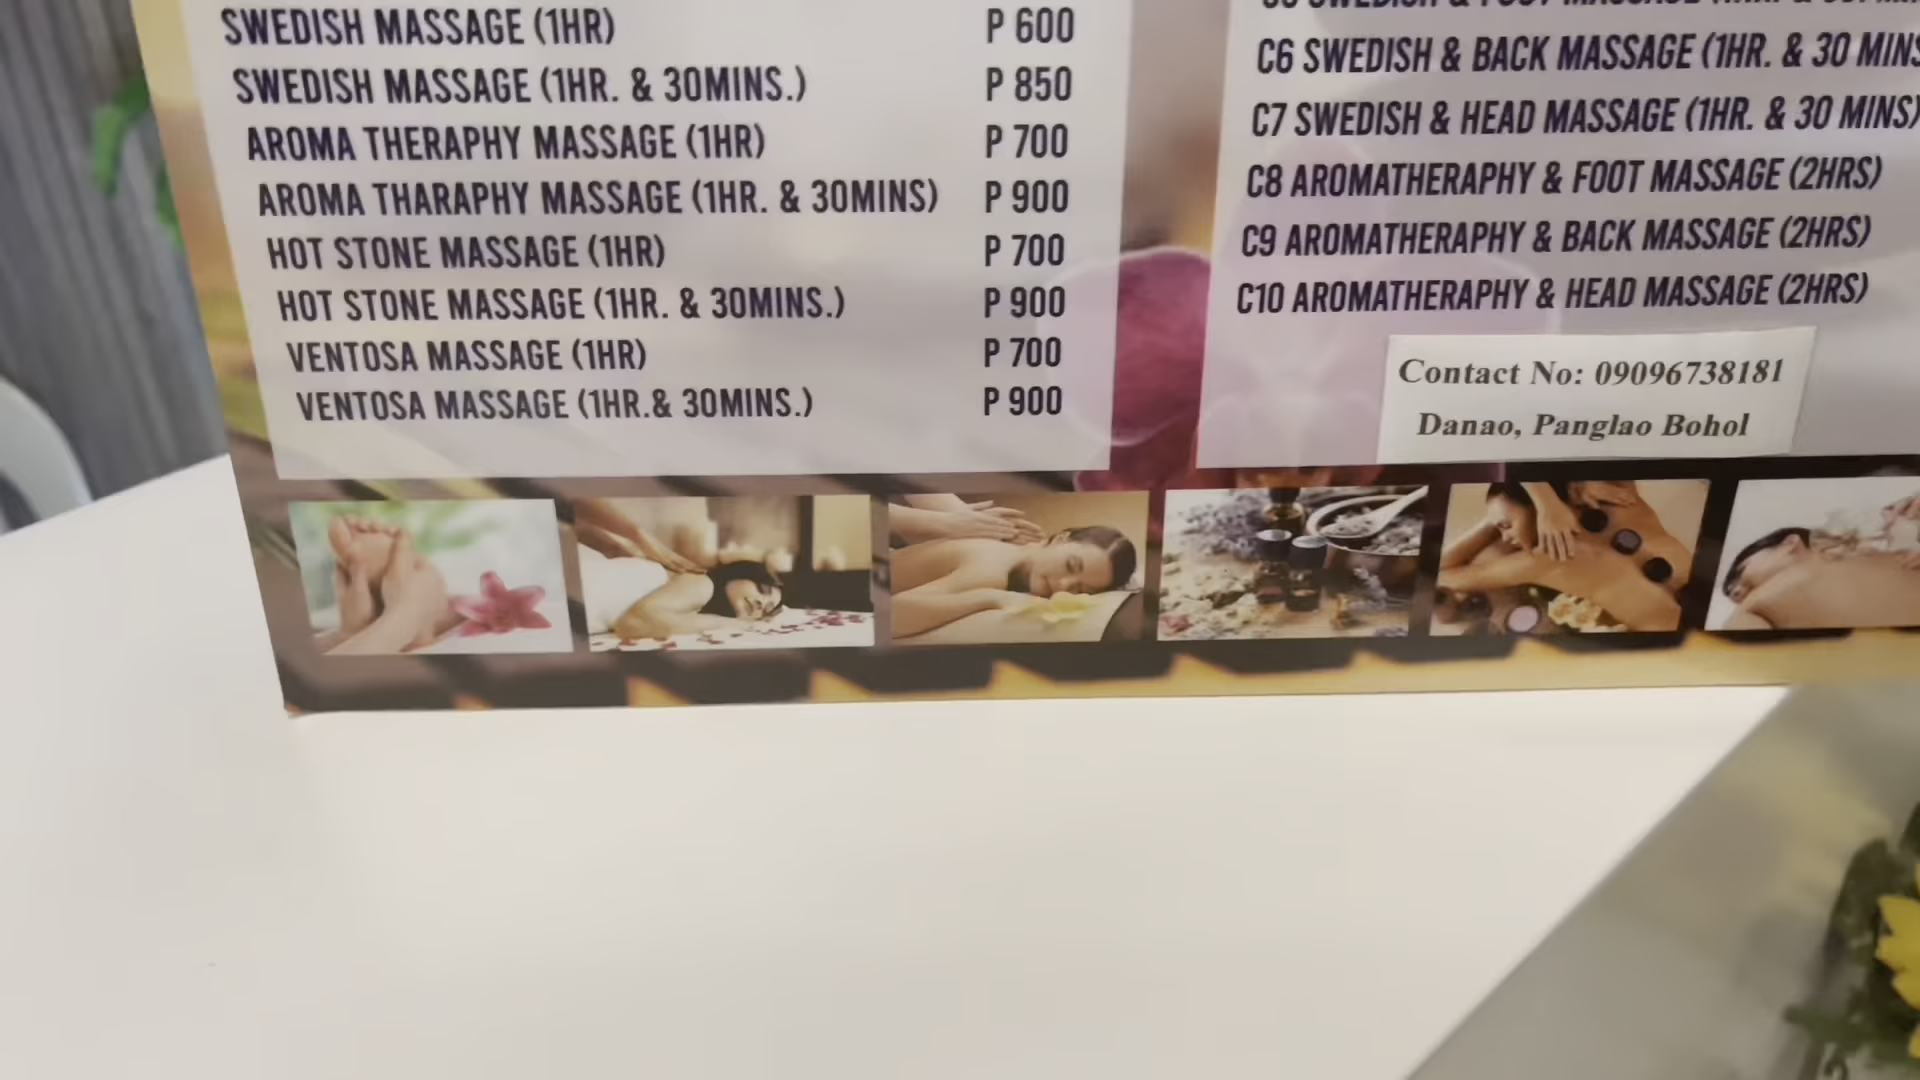 SWEDISH MASSAGE (1HR) P 600
SWEDISH MASSAGE (1HR. & 30MINS.) P 850
AROMA THERAPHY MASSAGE (1HR) P 700
AROMA THARAPHY MASSAGE (1HR. & 30MINS) P 900
HOT STONE MASSAGE (1HR) P 700
HOT STONE MASSAGE (1HR. & 30MINS.) P 900
VENTOSA MASSAGE (1HR) P 700
VENTOSA MASSAGE (1HR.& 30MINS.) P 900
SWEDISH & FOOT MASSAGE
C6 SWEDISH & BACK MASSAGE (1HR. & 30 MINS
C7 SWEDISH & HEAD MASSAGE (1HR. & 30 MINS)
C8 AROMATHERAPHY & FOOT MASSAGE (2HRS)
C9 AROMATHERAPHY & BACK MASSAGE (2HRS)
C10 AROMATHERAPHY & HEAD MASSAGE (2HRS)
Contact No: 09096738181
Danao, Panglao Bohol